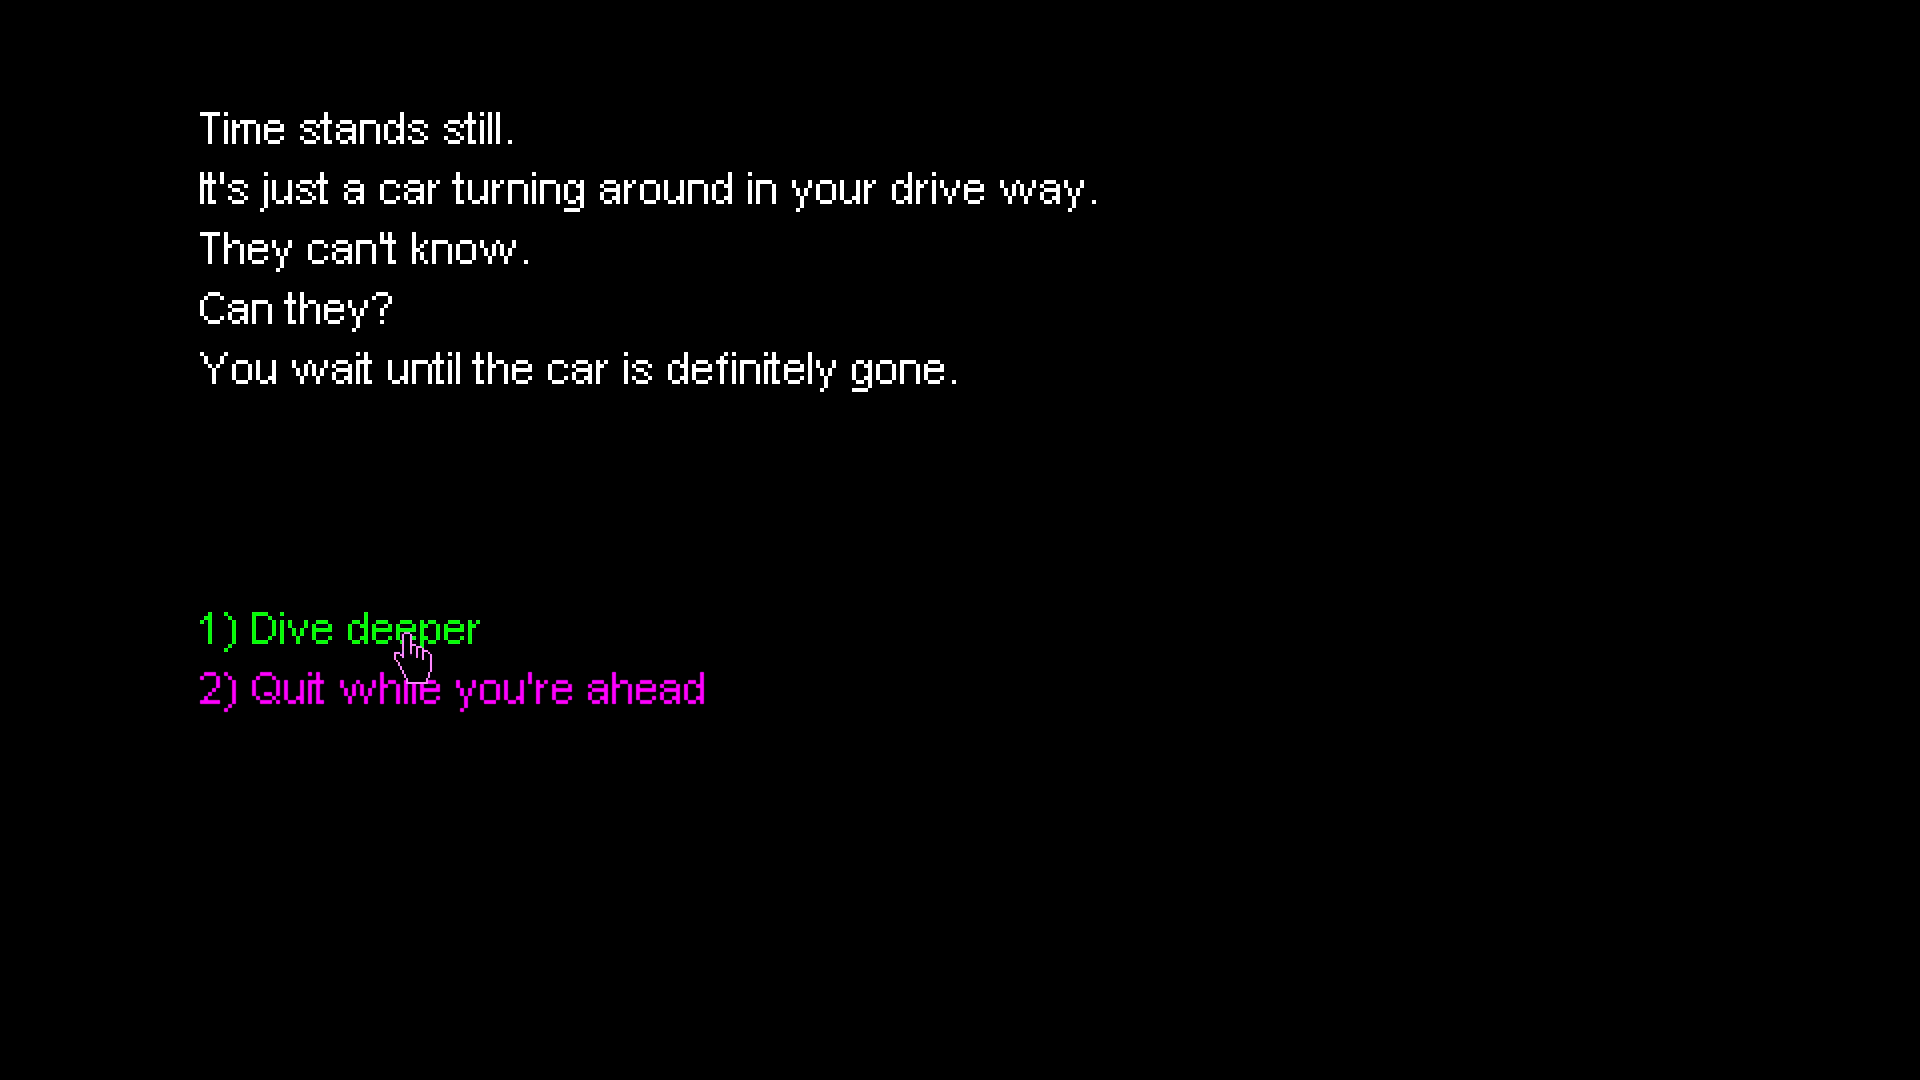 Time stands still.
It's just a car turning around in your drive way.
They can't know.
Can they?
You wait until the car is definitely gone.
1) Dive deeper
2) Quit while you're ahead